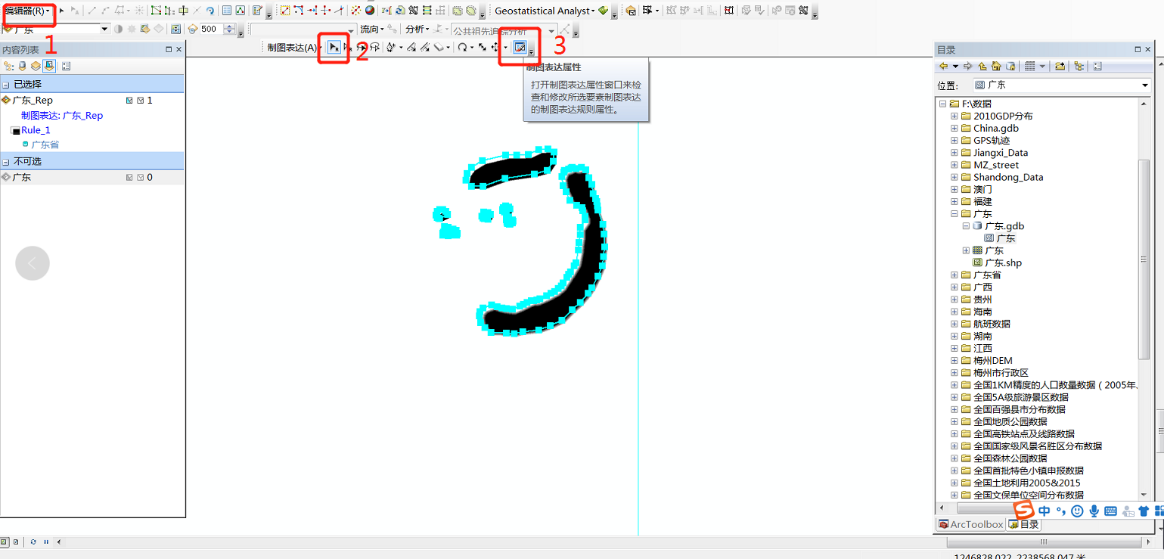 编辑器(R)
Geostatistical Analyst
广东
500
流向
分析
公共祖先追踪分析
1
2
3
制图表达(A)
内容列表
已选择
广东_Rep
1
制图表达: 广东_Rep
Rule_1
广东省
不可选
广东
0
制图表达属性
打开制图表达属性窗口来检
查和修改所选要素制图表达
的制图表达规则属性。
目录
位置:
广东
F:\数据
2010GDP分布
China.gdb
GPS轨迹
Jiangxi_Data
MZ_street
Shandong_Data
澳门
福建
广东
广东.gdb
广东
广东
广东.shp
广东省
广西
贵州
海南
航班数据
湖南
江西
梅州DEM
梅州市行政区
全国1KM精度的人口数量数据(2005年.
全国5A级旅游景区数据
全国百强县市分布数据
全国地质公园数据
全国高铁站点及线路数据
全国国家级风景名胜区分布数据
全国森林公园数据
全国首批特色小镇申报数据
全国土地利用2005&2015
全国文保单位空间分布数据
中
ArcToolbox
目录
1246828.022 2238568.047 米